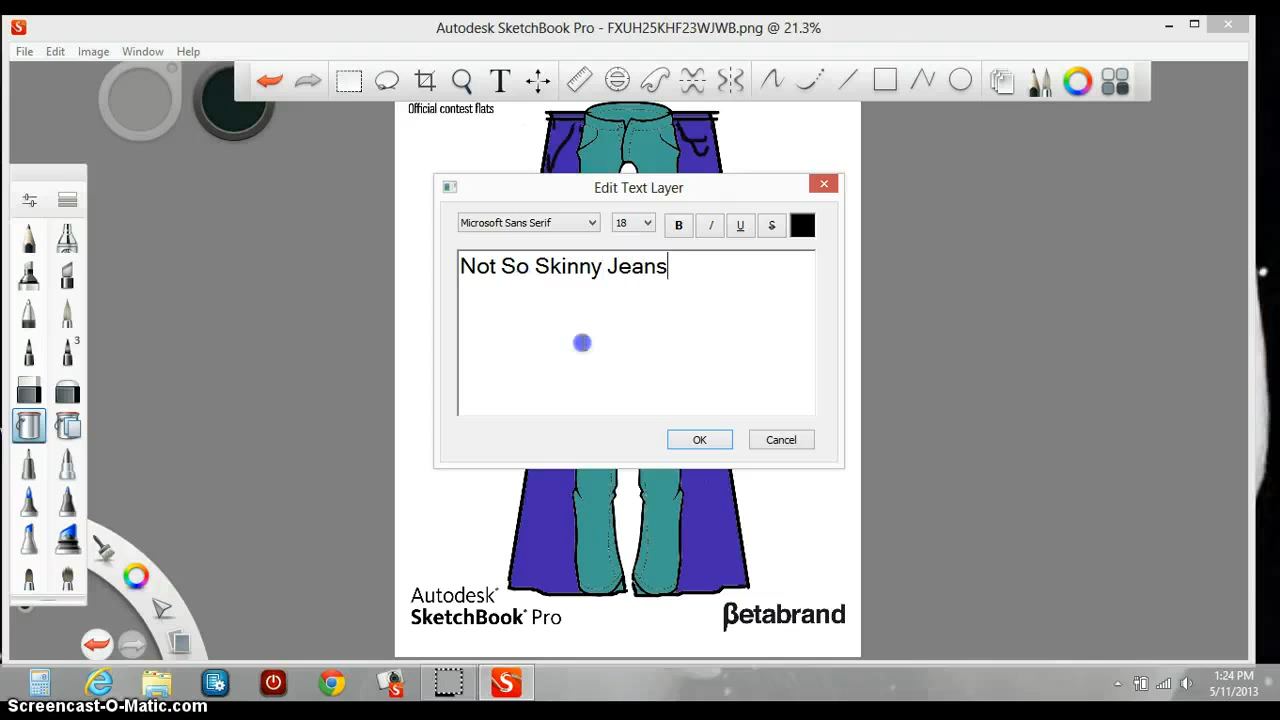 Autodesk SketchBook Pro - FXUH25KHF23WJWB.png @ 21.3%
File Edit Image Window Help
T
Official contest flats
Edit Text Layer
Microsoft Sans Serif 18 B I U S
Not So Skinny Jeans
3
OK Cancel
Autodesk®
SketchBook® Pro
βetabrand
1:24 PM
5/11/2013
Screencast-O-Matic.com